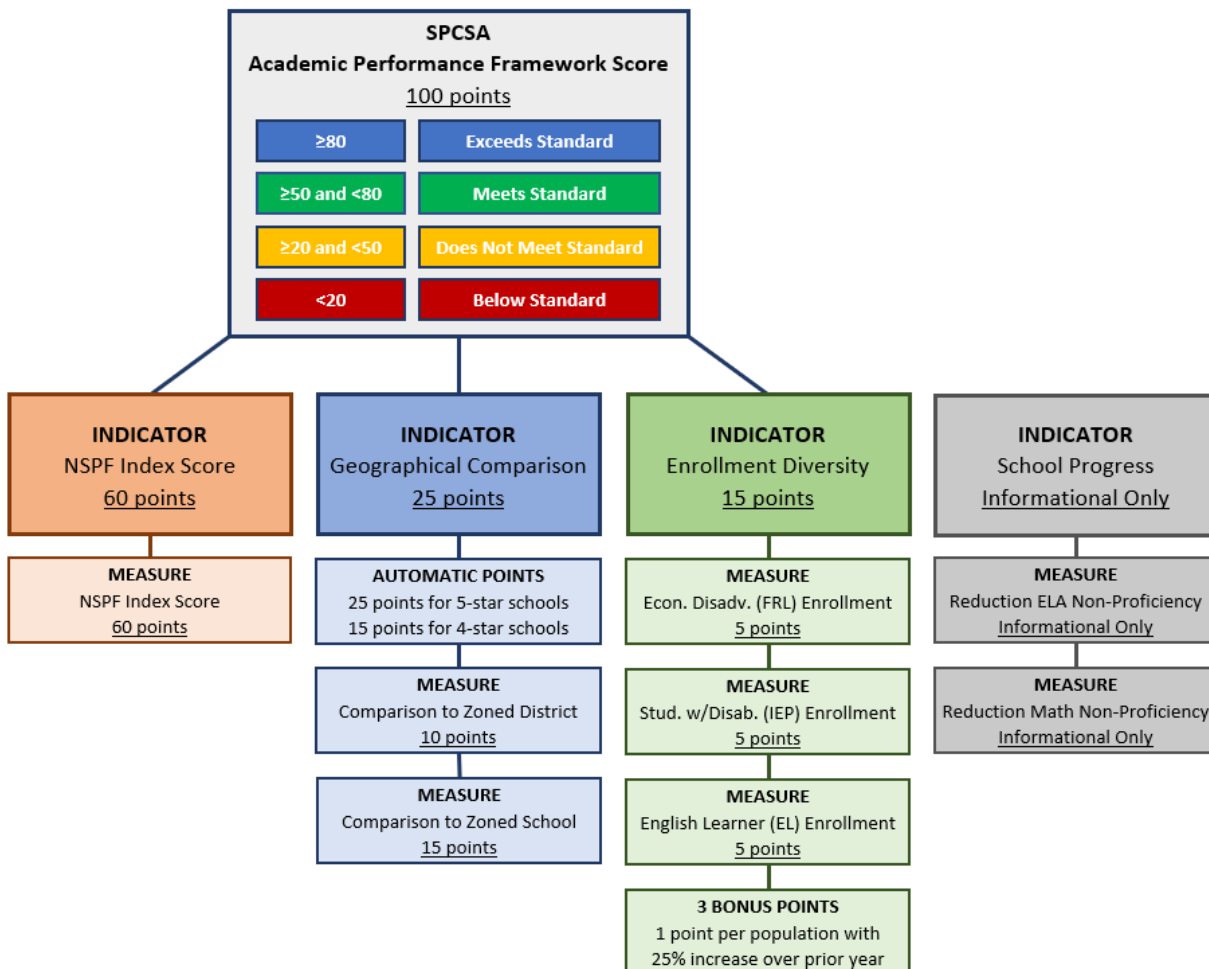 SPCSA
Academic Performance Framework Score
100 points
≥80
Exceeds Standard
≥50 and <80
Meets Standard
≥20 and <50
Does Not Meet Standard
<20
Below Standard
INDICATOR
NSPF Index Score
60 points
MEASURE
NSPF Index Score
60 points
INDICATOR
Geographical Comparison
25 points
AUTOMATIC POINTS
25 points for 5-star schools
15 points for 4-star schools
MEASURE
Comparison to Zoned District
10 points
MEASURE
Comparison to Zoned School
15 points
INDICATOR
Enrollment Diversity
15 points
MEASURE
Econ. Disadv. (FRL) Enrollment
5 points
MEASURE
Stud. w/Disab. (IEP) Enrollment
5 points
MEASURE
English Learner (EL) Enrollment
5 points
3 BONUS POINTS
1 point per population with
25% increase over prior year
INDICATOR
School Progress
Informational Only
MEASURE
Reduction ELA Non-Proficiency
Informational Only
MEASURE
Reduction Math Non-Proficiency
Informational Only